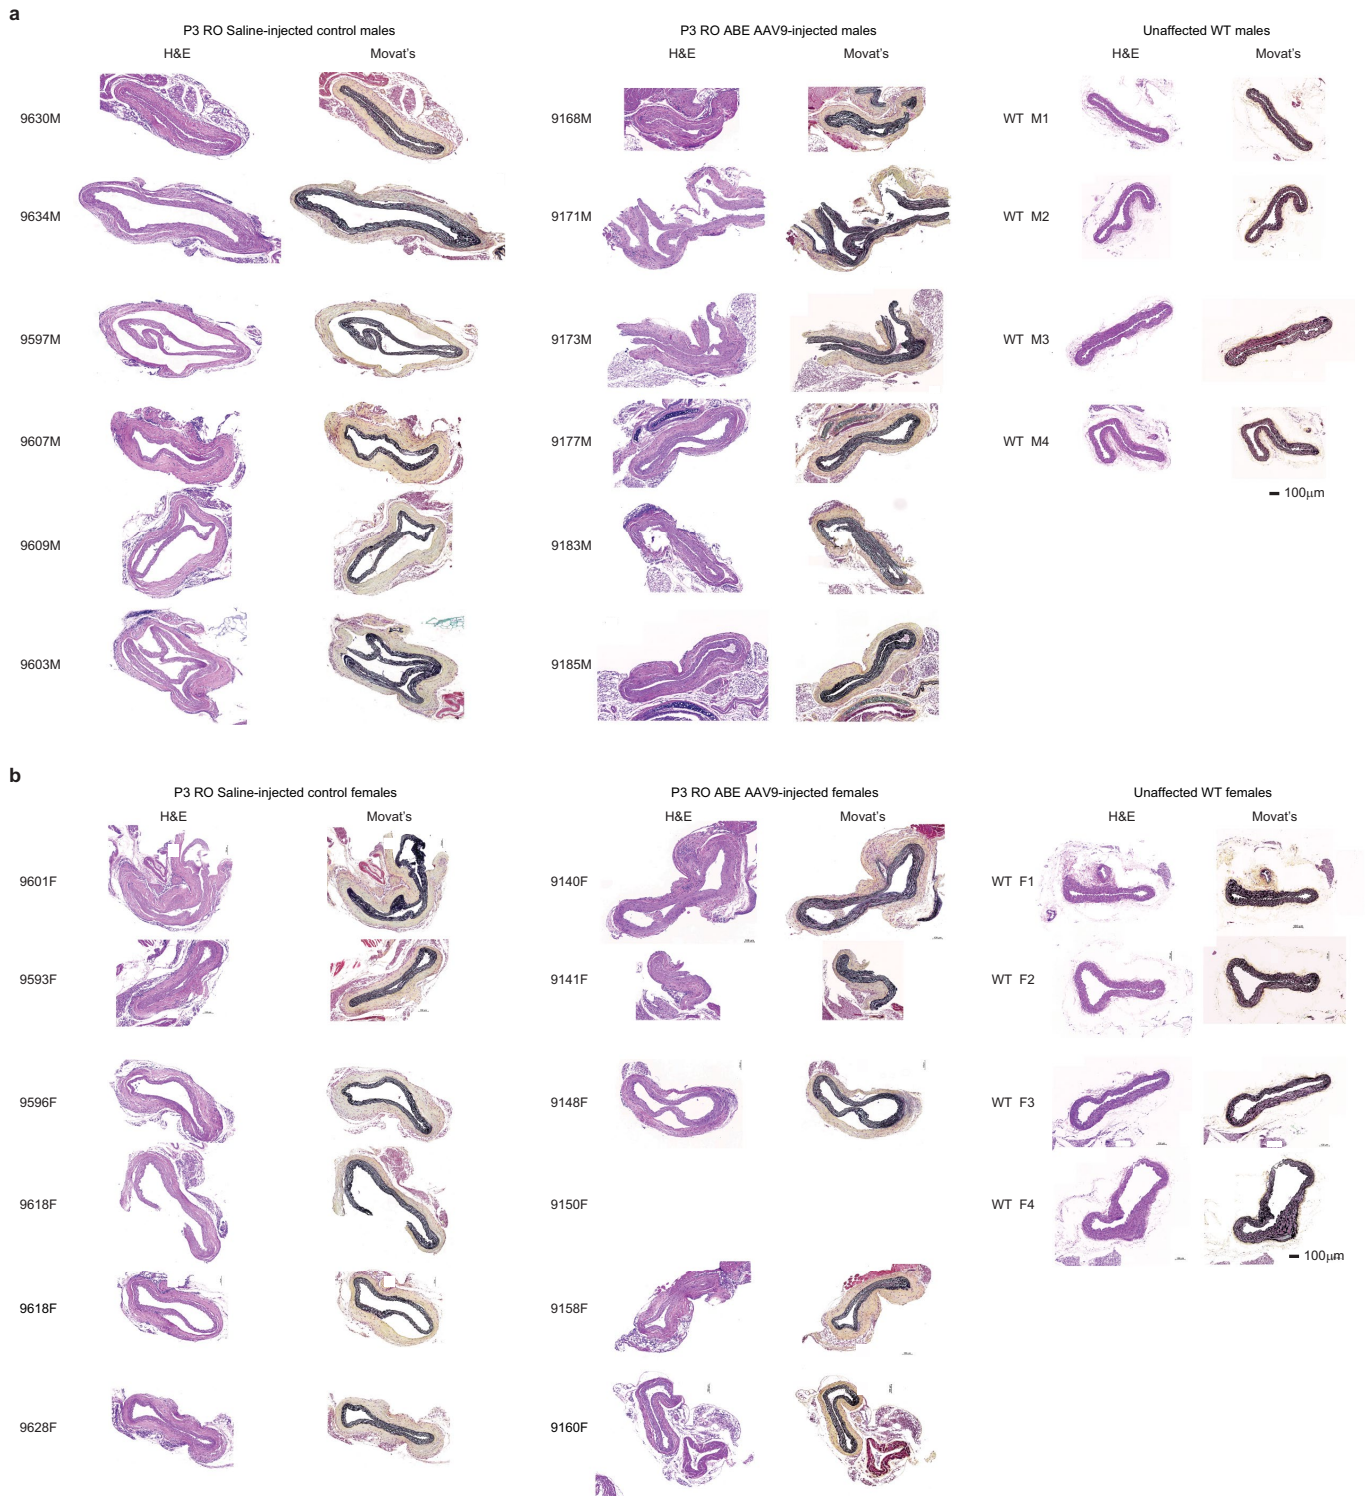 a
P3 RO Saline-injected control males
P3 RO ABE AAV9-injected males
Unaffected WT males
H&E
Movat's
H&E
Movat's
H&E
Movat's
9630M
9168M
WT M1
9634M
9171M
WT M2
9597M
9173M
WT M3
9607M
9177M
WT M4
100µm
9609M
9183M
9603M
9185M
b
P3 RO Saline-injected control females
P3 RO ABE AAV9-injected females
Unaffected WT females
H&E
Movat's
H&E
Movat's
H&E
Movat's
9601F
9140F
WT F1
9593F
9141F
WT F2
9596F
9148F
WT F3
9618F
9150F
WT F4
100µm
9618F
9158F
9628F
9160F